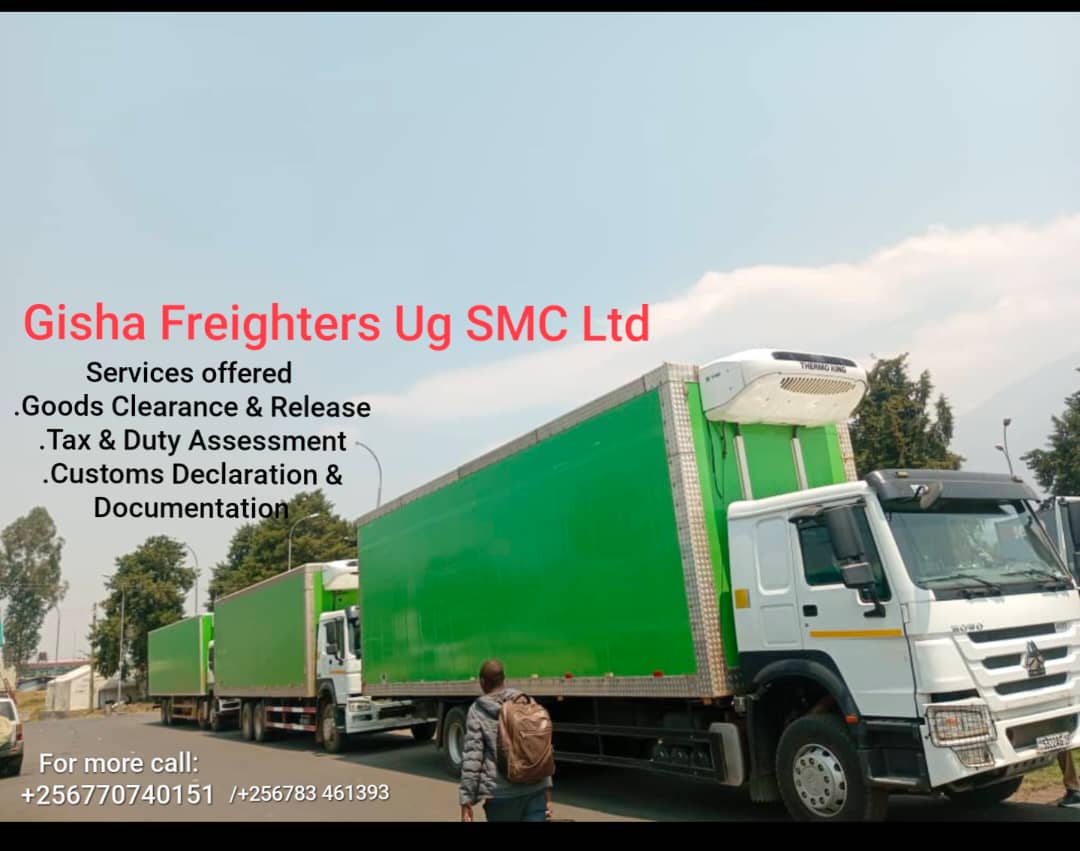 Gisha Freighters Ug SMC Ltd
Services offered
.Goods Clearance & Release
.Tax & Duty Assessment
.Customs Declaration &
Documentation
THERMO KING
For more call:
+256770740151 /+256783 461393